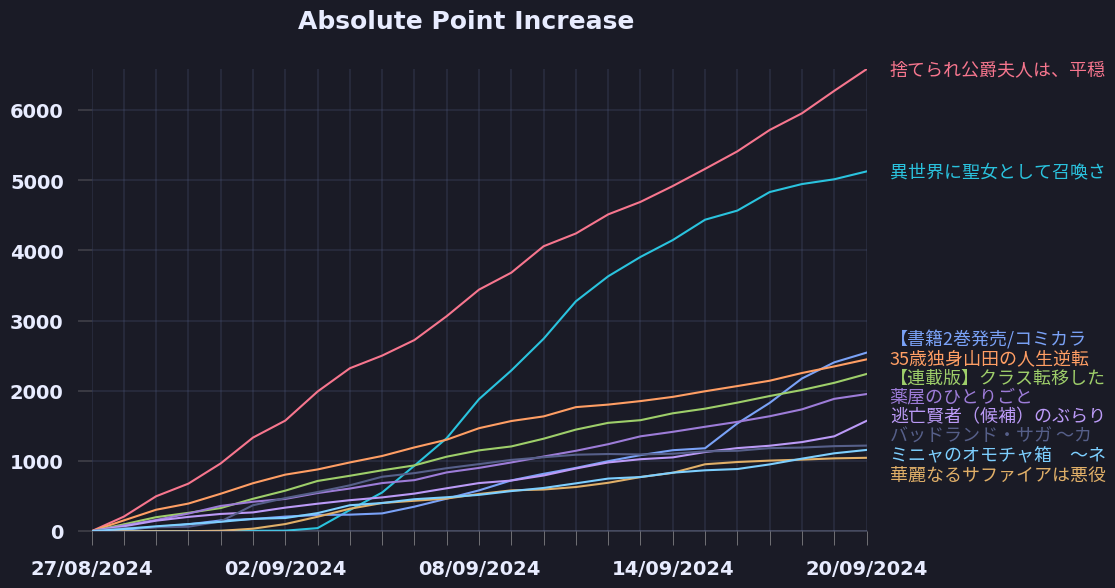 Absolute Point Increase
6000
5000
4000
3000
2000
1000
0
27/08/2024 02/09/2024 08/09/2024 14/09/2024 20/09/2024
捨てられ公爵夫人は、平穏
異世界に聖女として召喚さ
【書籍2巻発売/コミカラ
35歳独身山田の人生逆転
【連載版】クラス転移した
薬屋のひとりごと
逃亡賢者（候補）のぶらり
バッドランド・サガ ～カ
ミニャのオモチャ箱　～ネ
華麗なるサファイアは悪役